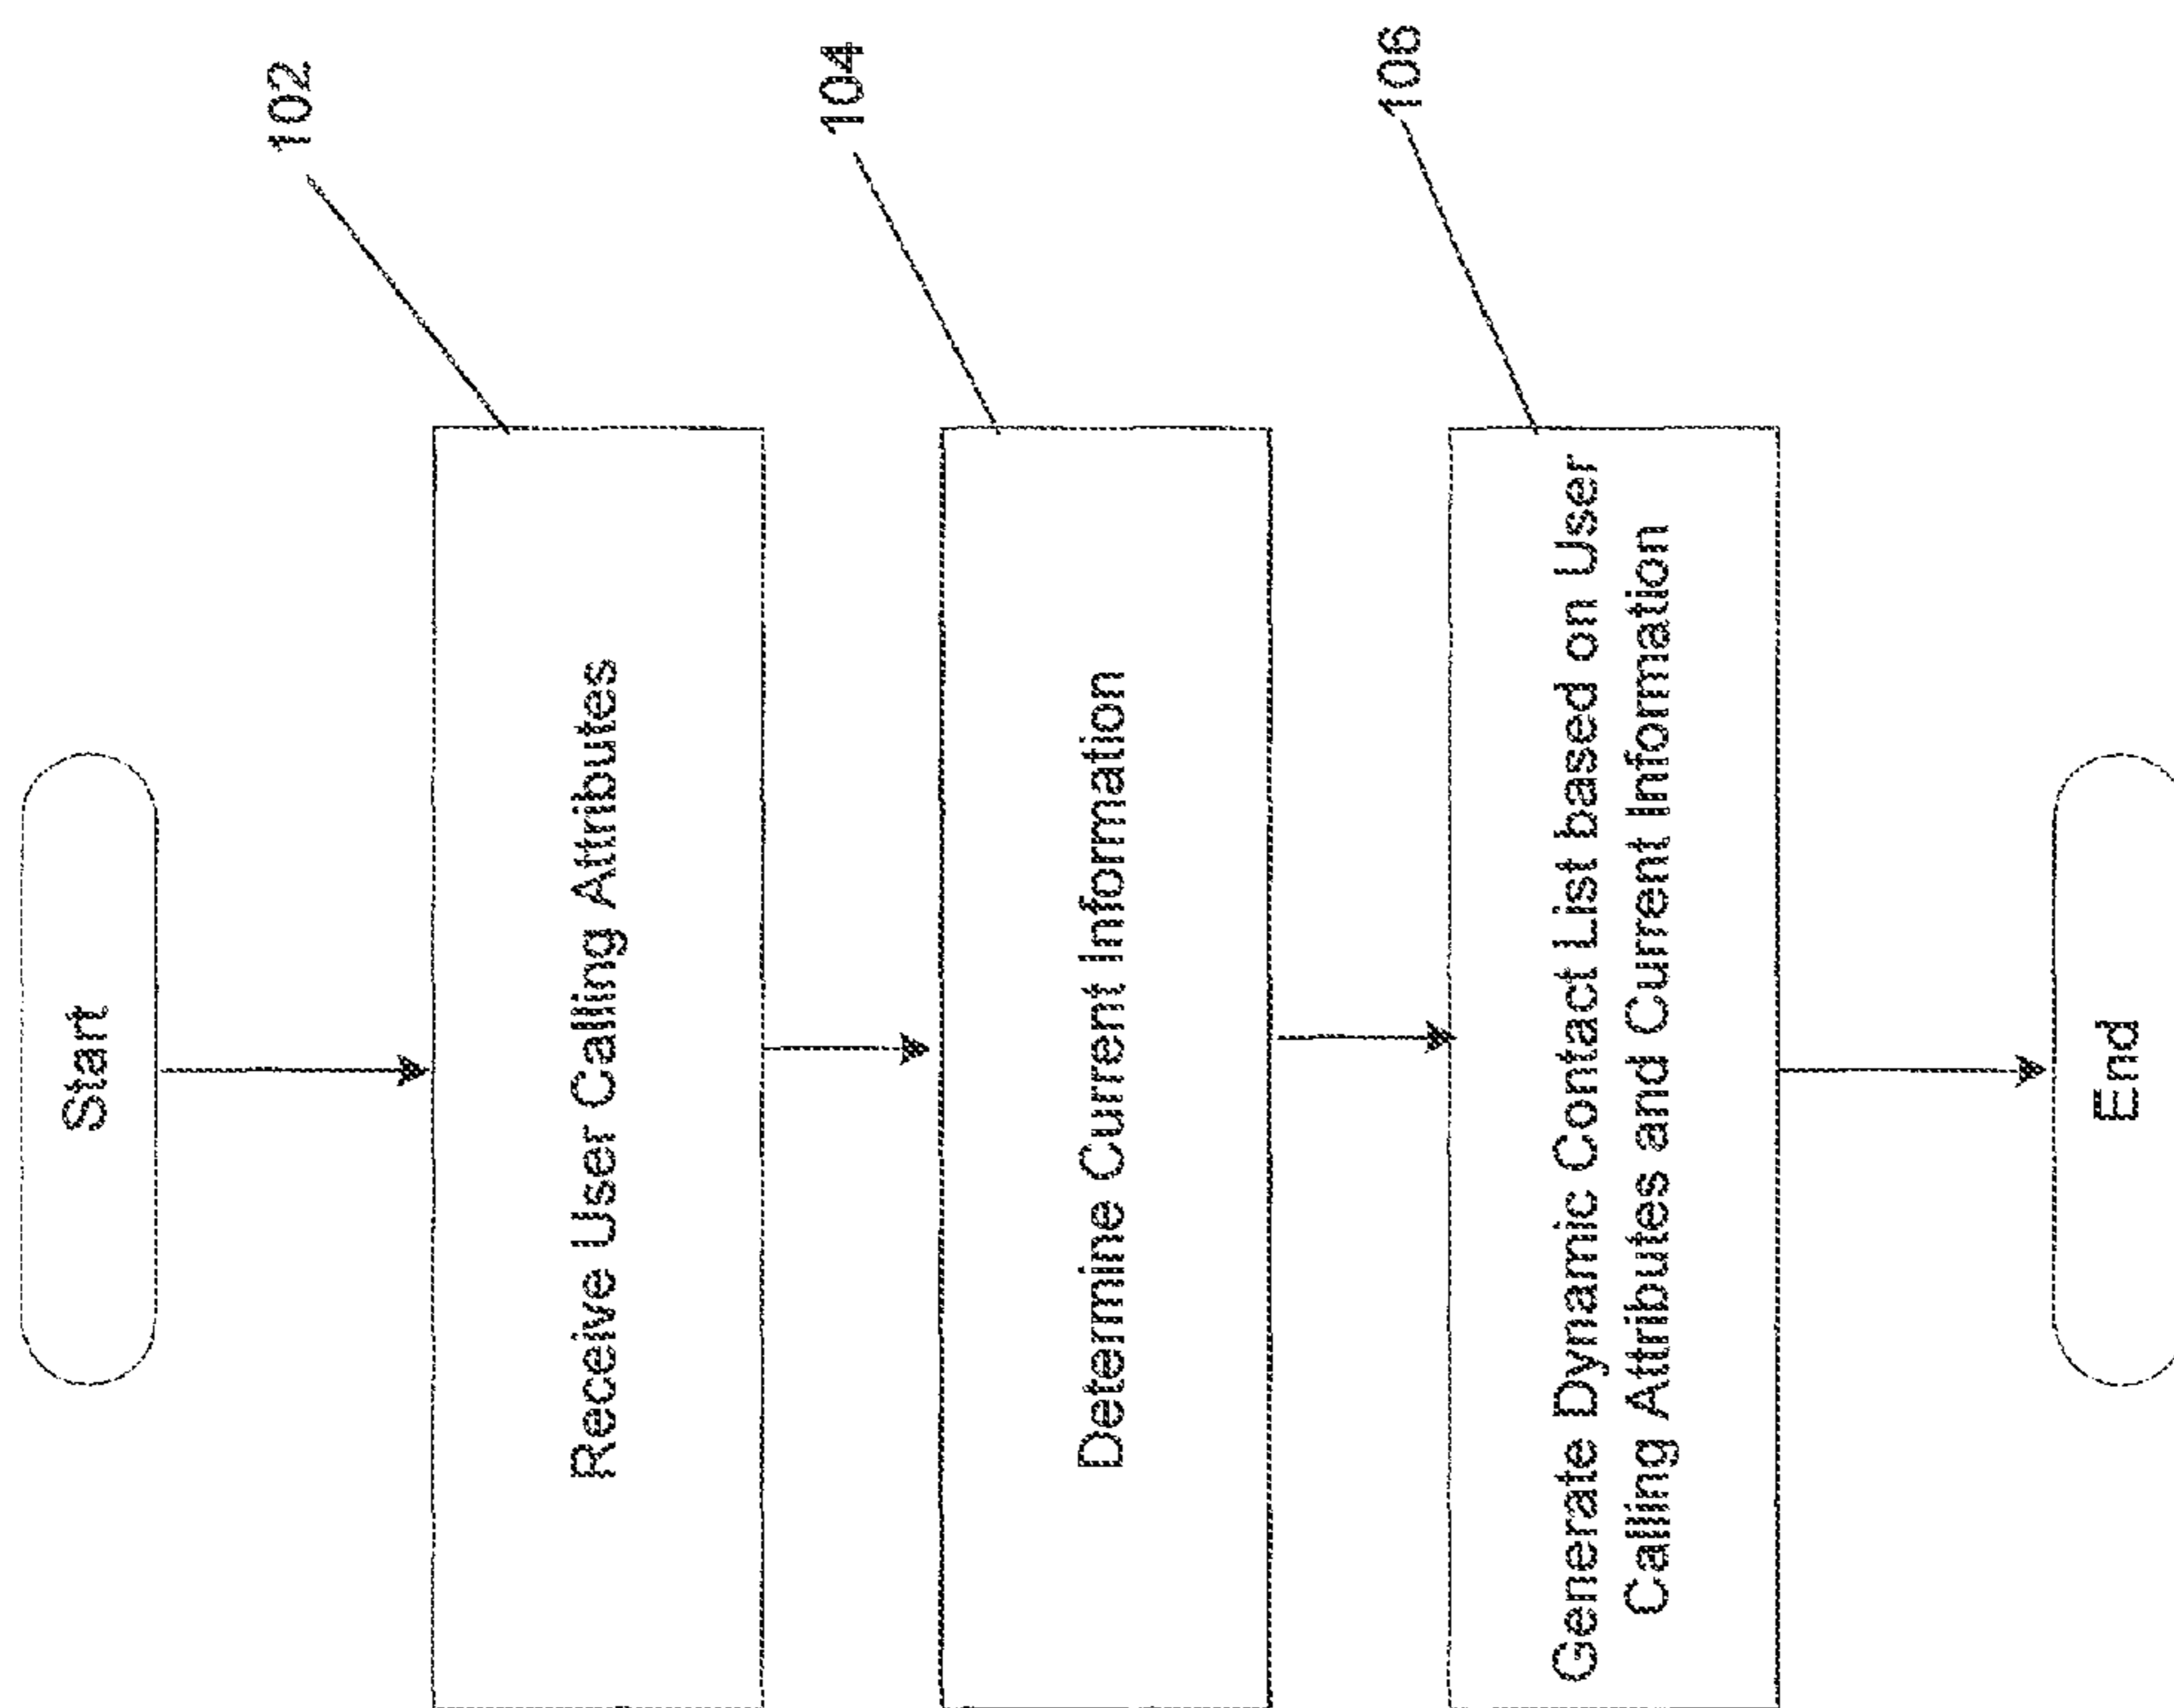 Start
102
Receive User Calling Attributes
104
Determine Current Information
106
Generate Dynamic Contact List based on User
Calling Attributes and Current Information
End